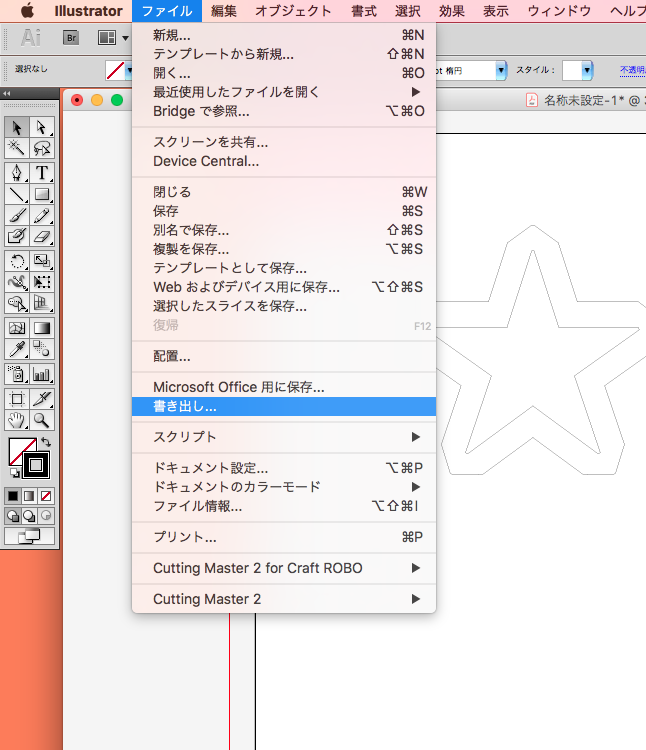 Illustrator ファイル 編集 オブジェクト 書式 選択 効果 表示 ウィンドウ ヘルプ
Ai Br
選択なし
pt 楕円
スタイル：
不透明
名称未設定-1* @
新規... ⌘N
テンプレートから新規... ⇧⌘N
開く... ⌘O
最近使用したファイルを開く
Bridge で参照... ⌥⌘O
スクリーンを共有...
Device Central...
閉じる ⌘W
保存 ⌘S
別名で保存... ⇧⌘S
複製を保存... ⌥⌘S
テンプレートとして保存...
Web およびデバイス用に保存... ⌥⇧⌘S
選択したスライスを保存...
復帰 F12
配置...
Microsoft Office 用に保存...
書き出し...
スクリプト
ドキュメント設定... ⌥⌘P
ドキュメントのカラーモード
ファイル情報... ⌥⇧⌘I
プリント... ⌘P
Cutting Master 2 for Craft ROBO
Cutting Master 2